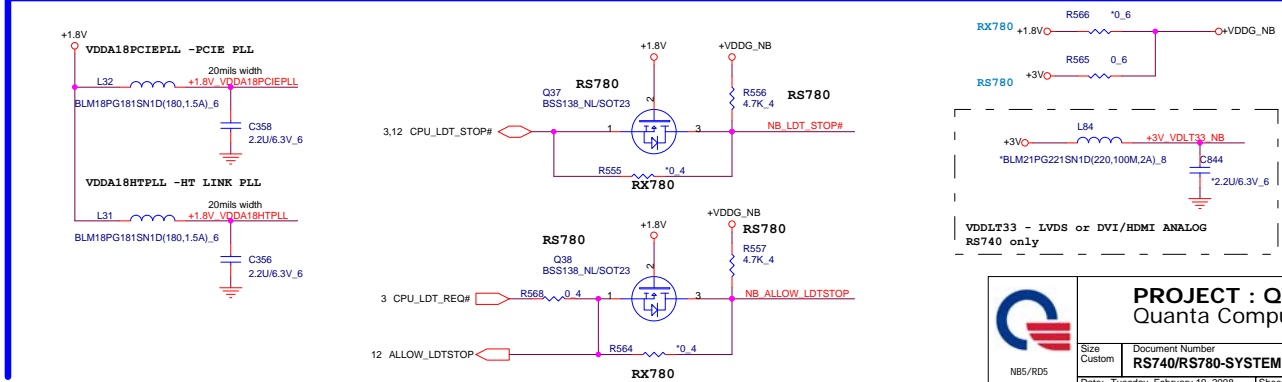 +1.8V
VDDA18PCIEPLL -PCIE PLL
20mils width
L32
+1.8V_VDDA18PCIEPLL
BLM18PG181SN1D(180,1.5A)_6
C358
2.2U/6.3V_6
VDDA18HTPLL -HT LINK PLL
20mils width
L31
+1.8V_VDDA18HTPLL
BLM18PG181SN1D(180,1.5A)_6
C356
2.2U/6.3V_6
+1.8V
+VDDG_NB
RS780
Q37
BSS138_NL/SOT23
2
R556
4.7K_4
RS780
3,12 CPU_LDT_STOP#
1
3
NB_LDT_STOP#
R555
*0_4
RX780
+1.8V
+VDDG_NB
RS780
RS780
Q38
BSS138_NL/SOT23
2
R557
4.7K_4
3 CPU_LDT_REQ#
R568
0_4
1
3
NB_ALLOW_LDTSTOP
12 ALLOW_LDTSTOP
R564
*0_4
RX780
R566
*0_6
RX780
+1.8V
+VDDG_NB
R565
0_6
RS780
+3V
L84
+3V
+3V_VDLT33_NB
*BLM21PG221SN1D(220,100M,2A)_8
C844
*2.2U/6.3V_6
VDDLT33 - LVDS or DVI/HDMI ANALOG
RS740 only
NB5/RD5
PROJECT : Q
Quanta Compu
Size
Custom
Document Number
RS740/RS780-SYSTEM
Date: Tuesday, February 19, 2008
Shee